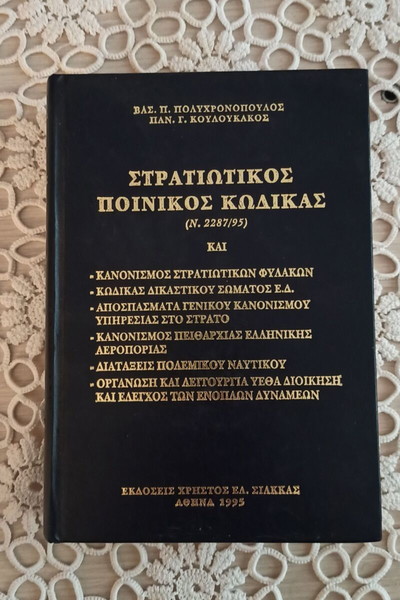 ΒΑΣ. Π. ΠΟΛΥΧΡΟΝΟΠΟΥΛΟΣ
ΠΑΝ. Γ. ΚΟΥΛΟΥΚΑΚΟΣ
ΣΤΡΑΤΙΩΤΙΚΟΣ
ΠΟΙΝΙΚΟΣ ΚΩΔΙΚΑΣ
(Ν. 2287/95)
ΚΑΙ
- ΚΑΝΟΝΙΣΜΟΣ ΣΤΡΑΤΙΩΤΙΚΩΝ ΦΥΛΑΚΩΝ
- ΚΩΔΙΚΑΣ ΔΙΚΑΣΤΙΚΟΥ ΣΩΜΑΤΟΣ Ε.Δ.
- ΑΠΟΣΠΑΣΜΑΤΑ ΓΕΝΙΚΟΥ ΚΑΝΟΝΙΣΜΟΥ
ΥΠΗΡΕΣΙΑΣ ΣΤΟ ΣΤΡΑΤΟ
- ΚΑΝΟΝΙΣΜΟΣ ΠΕΙΘΑΡΧΙΑΣ ΕΛΛΗΝΙΚΗΣ
ΑΕΡΟΠΟΡΙΑΣ
- ΔΙΑΤΑΞΕΙΣ ΠΟΛΕΜΙΚΟΥ ΝΑΥΤΙΚΟΥ
- ΟΡΓΑΝΩΣΗ ΚΑΙ ΛΕΙΤΟΥΡΓΙΑ ΥΕΘΑ ΔΙΟΙΚΗΣΗ
ΚΑΙ ΕΛΕΓΧΟΣ ΤΩΝ ΕΝΟΠΛΩΝ ΔΥΝΑΜΕΩΝ
ΕΚΔΟΣΕΙΣ ΧΡΗΣΤΟΣ ΕΛ. ΣΙΑΚΚΑΣ
ΑΘΗΝΑ 1995